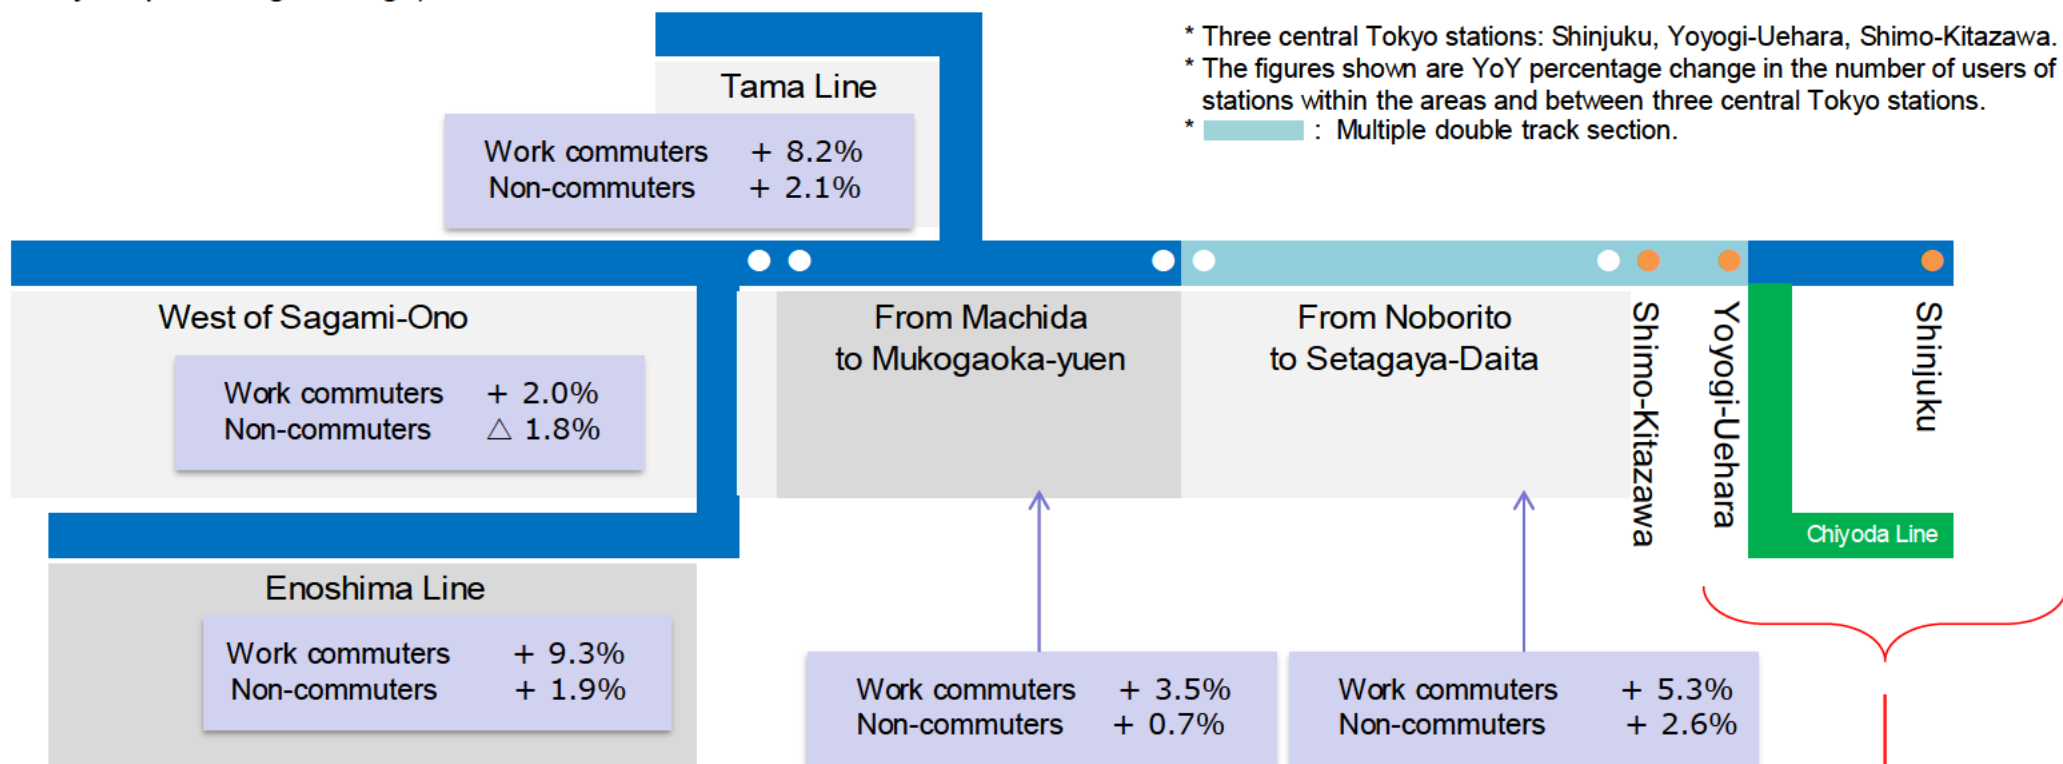 * Three central Tokyo stations: Shinjuku, Yoyogi-Uehara, Shimo-Kitazawa.
* The figures shown are YoY percentage change in the number of users of
stations within the areas and between three central Tokyo stations.
* : Multiple double track section.
Tama Line
Work commuters + 8.2%
Non-commuters + 2.1%
West of Sagami-Ono
Work commuters + 2.0%
Non-commuters △ 1.8%
From Machida
to Mukogaoka-yuen
From Noborito
to Setagaya-Daita
Shimo-Kitazawa
Yoyogi-Uehara
Shinjuku
Chiyoda Line
Enoshima Line
Work commuters + 9.3%
Non-commuters + 1.9%
Work commuters + 3.5%
Non-commuters + 0.7%
Work commuters + 5.3%
Non-commuters + 2.6%